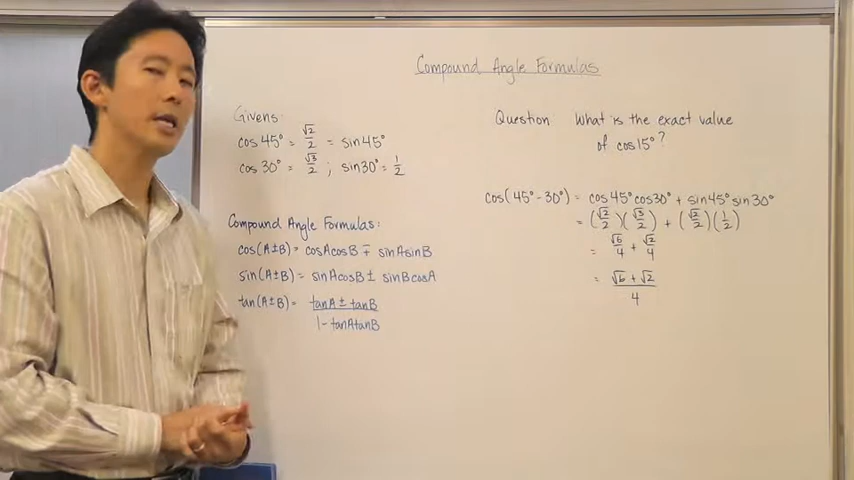 Compound Angle Formulas
Givens:
cos 45° = √2/2 = sin 45°
cos 30° = √3/2 ; sin 30° = 1/2
Compound Angle Formulas:
cos(A±B) = cosAcosB ∓ sinAsinB
sin(A±B) = sinAcosB ± sinBcosA
tan(A±B) = tanA ± tanB
1 - tanAtanB
Question What is the exact value
of cos 15°?
cos(45°-30°) = cos45°cos30° + sin45°sin30°
= (√2/2)(√3/2) + (√2/2)(1/2)
= √6/4 + √2/4
= √6 + √2
4